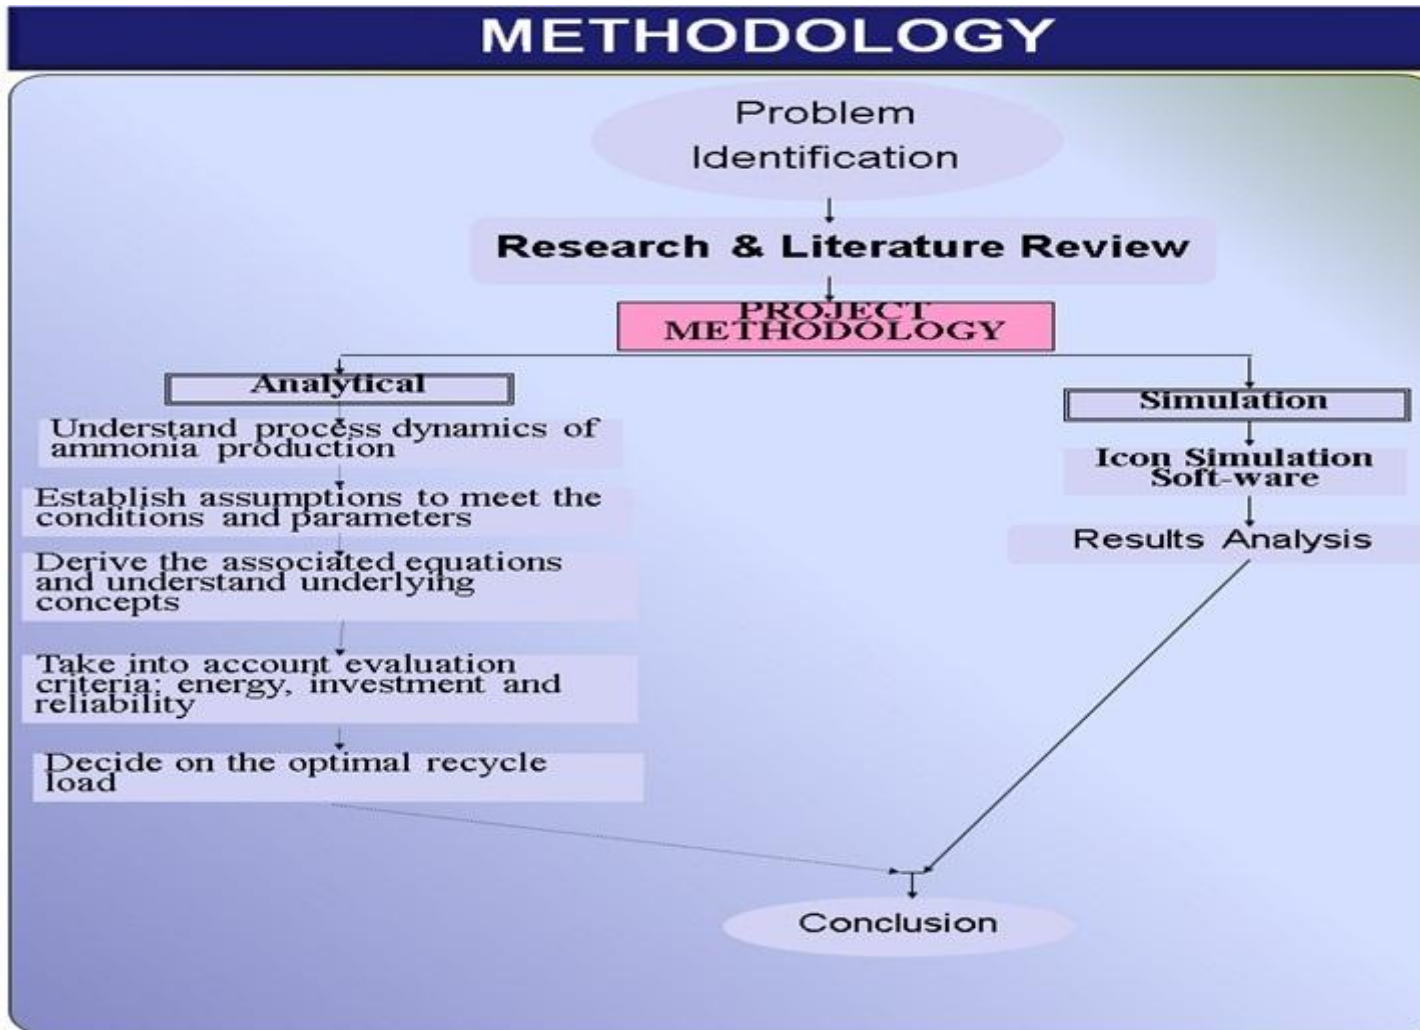 METHODOLOGY
Problem
Identification
Research & Literature Review
PROJECT
METHODOLOGY
Analytical
Understand process dynamics of
ammonia production
Establish assumptions to meet the
conditions and parameters
Derive the associated equations
and understand underlying
concepts
Take into account evaluation
criteria; energy, investment and
reliability
Decide on the optimal recycle
load
Simulation
Icon Simulation
Soft-ware
Results Analysis
Conclusion